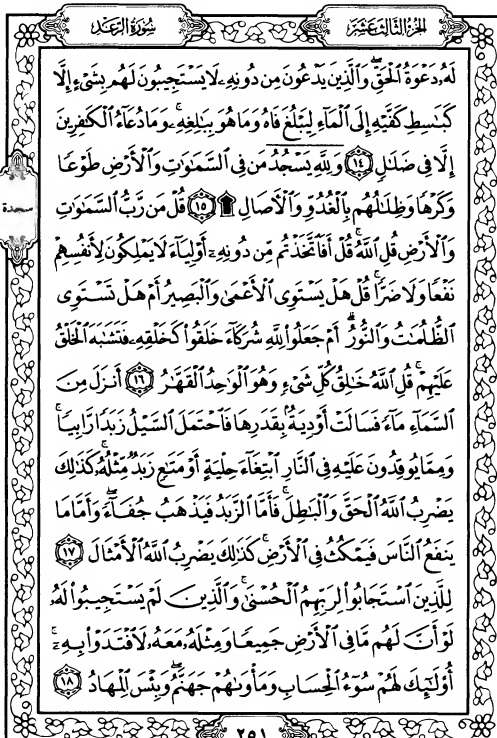 الجزء الثالث عشر
سورة الرعد
لَهُۥ دَعْوَةُ ٱلْحَقِّ ۖ وَٱلَّذِينَ يَدْعُونَ مِن دُونِهِۦ لَا يَسْتَجِيبُونَ لَهُم بِشَىْءٍ إِلَّا
كَبَٰسِطِ كَفَّيْهِ إِلَى ٱلْمَآءِ لِيَبْلُغَ فَاهُ وَمَا هُوَ بِبَٰلِغِهِۦ ۚ وَمَا دُعَآءُ ٱلْكَٰفِرِينَ
إِلَّا فِى ضَلَٰلٍ ١٤ وَلِلَّهِ يَسْجُدُ مَن فِى ٱلسَّمَٰوَٰتِ وَٱلْأَرْضِ طَوْعًا
وَكَرْهًا وَظِلَٰلُهُم بِٱلْغُدُوِّ وَٱلْءَاصَالِ ۩ ١٥ قُلْ مَن رَّبُّ ٱلسَّمَٰوَٰتِ
سجدة
وَٱلْأَرْضِ قُلِ ٱللَّهُ ۚ قُلْ أَفَٱتَّخَذْتُم مِّن دُونِهِۦٓ أَوْلِيَآءَ لَا يَمْلِكُونَ لِأَنفُسِهِمْ
نَفْعًا وَلَا ضَرًّا ۚ قُلْ هَلْ يَسْتَوِى ٱلْأَعْمَىٰ وَٱلْبَصِيرُ أَمْ هَلْ تَسْتَوِى
ٱلظُّلُمَٰتُ وَٱلنُّورُ ۗ أَمْ جَعَلُوا۟ لِلَّهِ شُرَكَآءَ خَلَقُوا۟ كَخَلْقِهِۦ فَتَشَٰبَهَ ٱلْخَلْقُ
عَلَيْهِمْ ۚ قُلِ ٱللَّهُ خَٰلِقُ كُلِّ شَىْءٍ وَهُوَ ٱلْوَٰحِدُ ٱلْقَهَّٰرُ ١٦ أَنزَلَ مِنَ
ٱلسَّمَآءِ مَآءً فَسَالَتْ أَوْدِيَةٌۢ بِقَدَرِهَا فَٱحْتَمَلَ ٱلسَّيْلُ زَبَدًا رَّابِيًا ۚ
وَمِمَّا يُوقِدُونَ عَلَيْهِ فِى ٱلنَّارِ ٱبْتِغَآءَ حِلْيَةٍ أَوْ مَتَٰعٍ زَبَدٌ مِّثْلُهُۥ ۚ كَذَٰلِكَ
يَضْرِبُ ٱللَّهُ ٱلْحَقَّ وَٱلْبَٰطِلَ ۚ فَأَمَّا ٱلزَّبَدُ فَيَذْهَبُ جُفَآءً ۖ وَأَمَّا مَا
يَنفَعُ ٱلنَّاسَ فَيَمْكُثُ فِى ٱلْأَرْضِ ۚ كَذَٰلِكَ يَضْرِبُ ٱللَّهُ ٱلْأَمْثَالَ ١٧
لِلَّذِينَ ٱسْتَجَابُوا۟ لِرَبِّهِمُ ٱلْحُسْنَىٰ ۚ وَٱلَّذِينَ لَمْ يَسْتَجِيبُوا۟ لَهُۥ
لَوْ أَنَّ لَهُم مَّا فِى ٱلْأَرْضِ جَمِيعًا وَمِثْلَهُۥ مَعَهُۥ لَٱفْتَدَوْا۟ بِهِۦٓ ۚ
أُو۟لَٰٓئِكَ لَهُمْ سُوٓءُ ٱلْحِسَابِ وَمَأْوَىٰهُمْ جَهَنَّمُ ۖ وَبِئْسَ ٱلْمِهَادُ ١٨
٢٥١